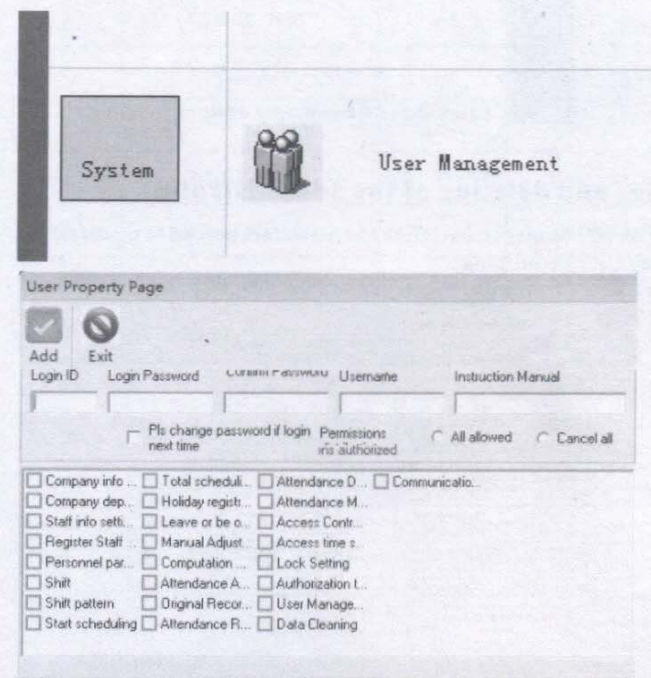 System
User Management
User Property Page
Add Exit
Login ID Login Password Confirm Password Username Instruction Manual
Pls change password if login next time
Permissions
authorized
All allowed Cancel all
Company info ... Total scheduli... Attendance D... Communicatio...
Company dep... Holiday registr... Attendance M...
Staff info setti... Leave or be o... Access Contr...
Register Staff ... Manual Adjust... Access time s...
Personnel par... Computation ... Lock Setting
Shift Attendance A... Authorization t...
Shift pattern Original Recor... User Manage...
Start scheduling Attendance R... Data Cleaning